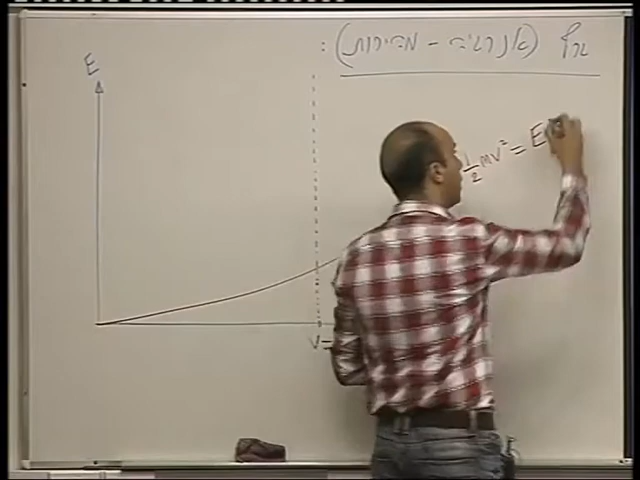 גרף (אנרגיה - מהירות) :
E
½mv² = E
v=